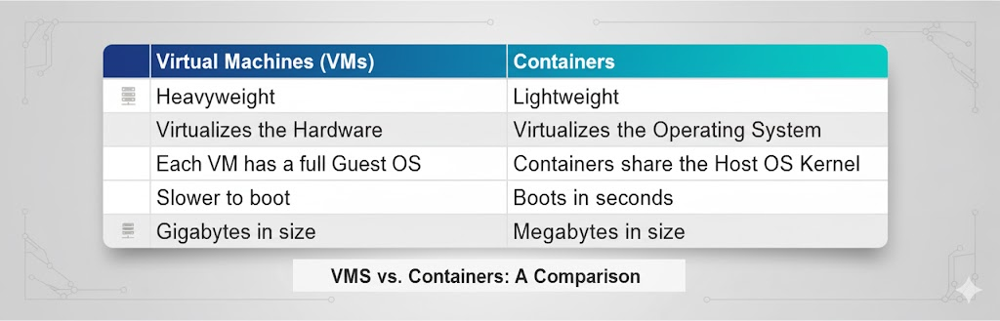 Virtual Machines (VMs) Containers
Heavyweight Lightweight
Virtualizes the Hardware Virtualizes the Operating System
Each VM has a full Guest OS Containers share the Host OS Kernel
Slower to boot Boots in seconds
Gigabytes in size Megabytes in size
VMS vs. Containers: A Comparison